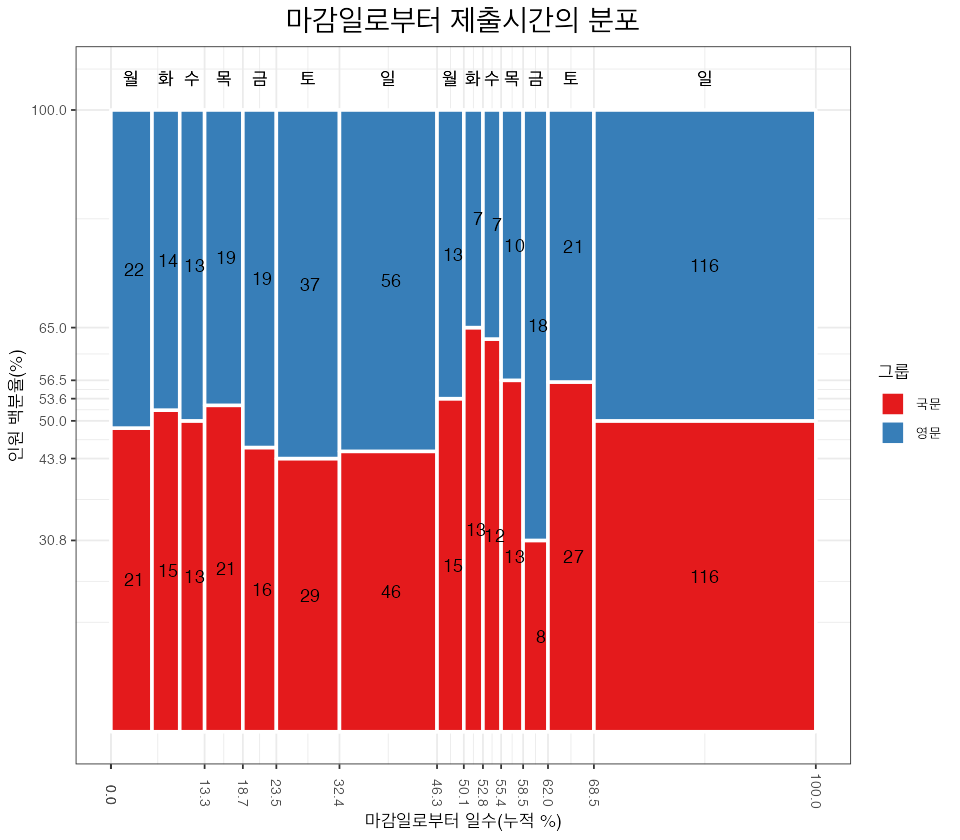 마감일로부터 제출시간의 분포
월 화 수 목 금 토 일 월 화 수 목 금 토 일
인원 백분율(%)
100.0
65.0
56.5
53.6
50.0
43.9
30.8
22 14 13 19 19 37 56 13 7 7 10 18 21 116
21 15 13 21 16 29 46 15 13 12 13 8 27 116
그룹
국문
영문
0.0 13.3 18.7 23.5 32.4 46.3 50.1 52.8 55.4 58.5 62.0 68.5 100.0
마감일로부터 일수(누적 %)